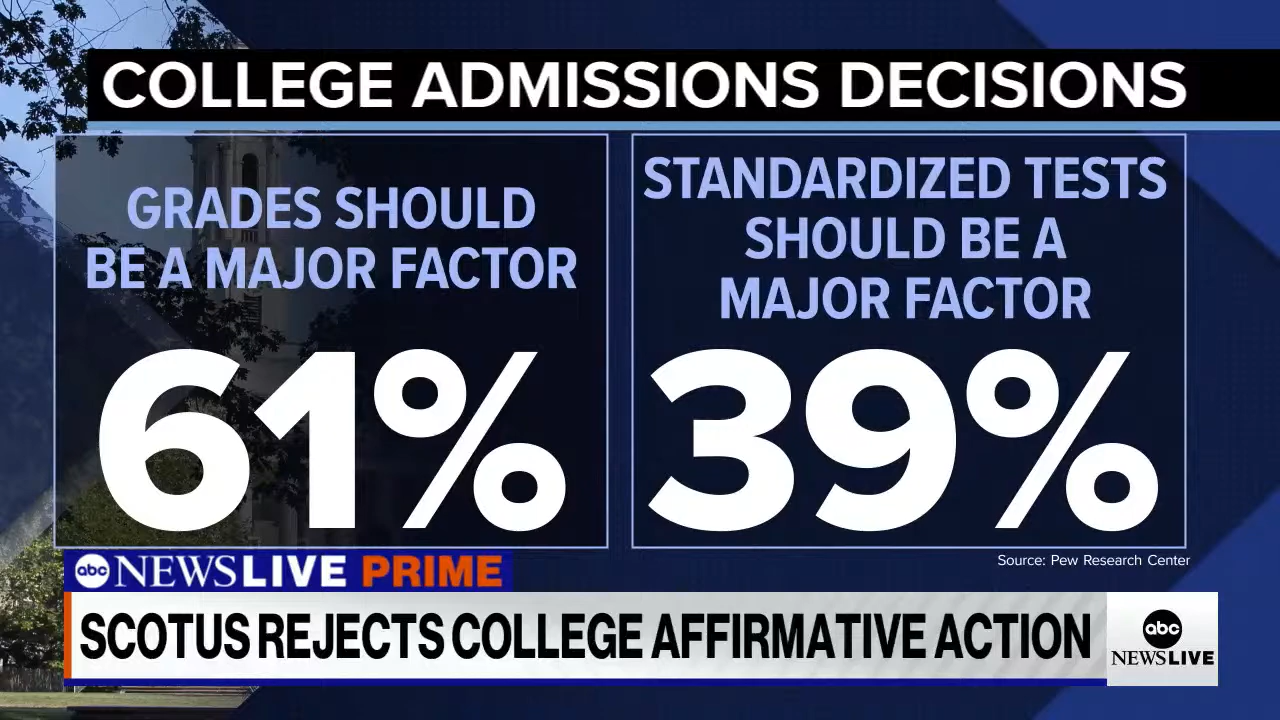 COLLEGE ADMISSIONS DECISIONS
GRADES SHOULD
BE A MAJOR FACTOR
61%
STANDARDIZED TESTS
SHOULD BE A
MAJOR FACTOR
39%
Source: Pew Research Center
abc NEWS LIVE PRIME
SCOTUS REJECTS COLLEGE AFFIRMATIVE ACTION
abc
NEWS LIVE